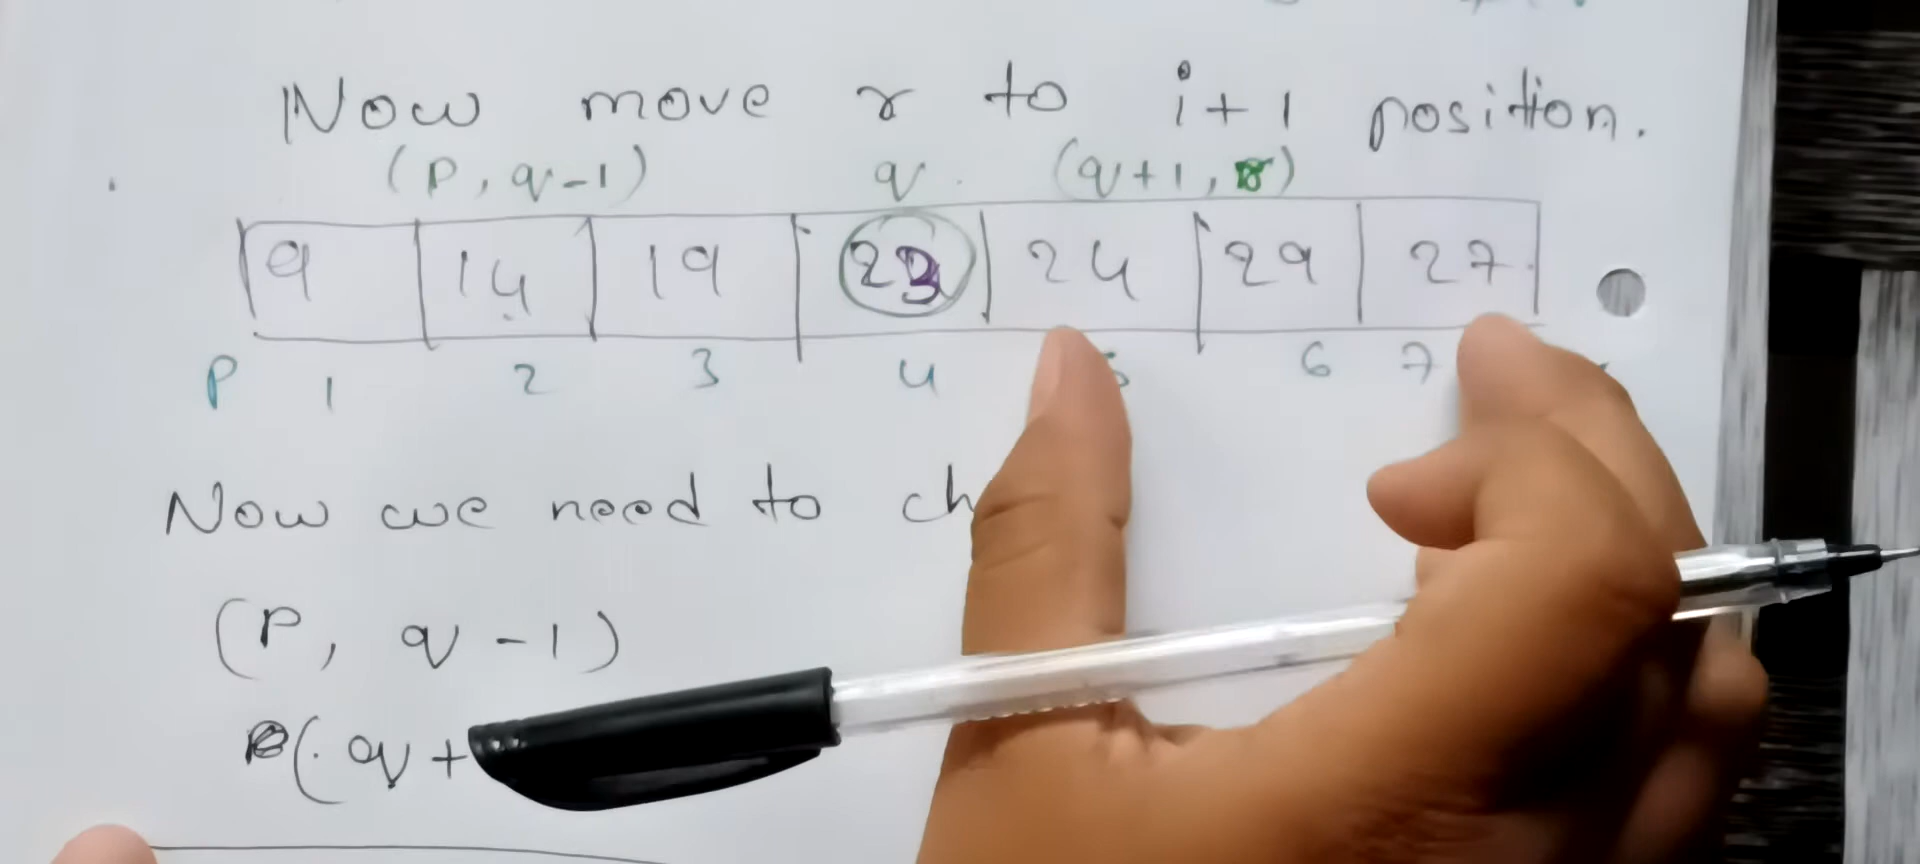 Now move r to i+1 position.
(P, q-1) q (q+1, r)
9 14 19 23 24 29 27
P 1 2 3 4 5 6 7
Now we need to
(P, q-1)
(q+